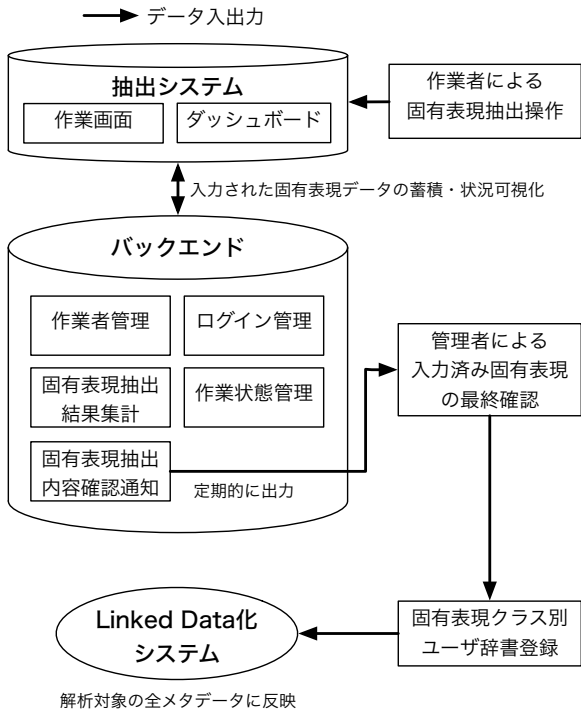 データ入出力
抽出システム
作業画面
ダッシュボード
作業者による
固有表現抽出操作
入力された固有表現データの蓄積・状況可視化
バックエンド
作業者管理
ログイン管理
固有表現抽出
結果集計
作業状態管理
固有表現抽出
内容確認通知
定期的に出力
管理者による
入力済み固有表現
の最終確認
固有表現クラス別
ユーザ辞書登録
Linked Data化
システム
解析対象の全メタデータに反映